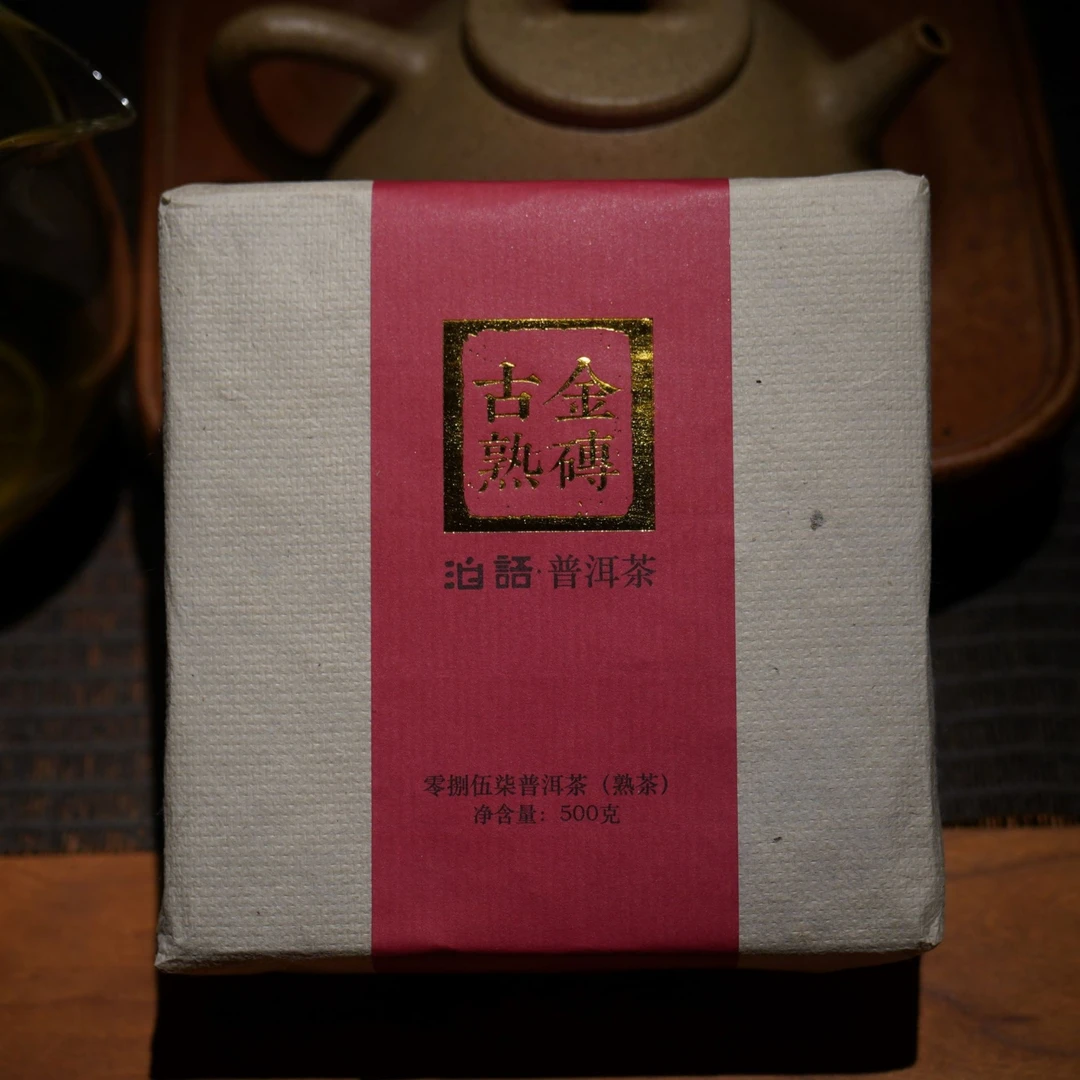 金磚
古熟
泊語·普洱茶
零捌伍柒普洱茶（熟茶）
净含量：500克